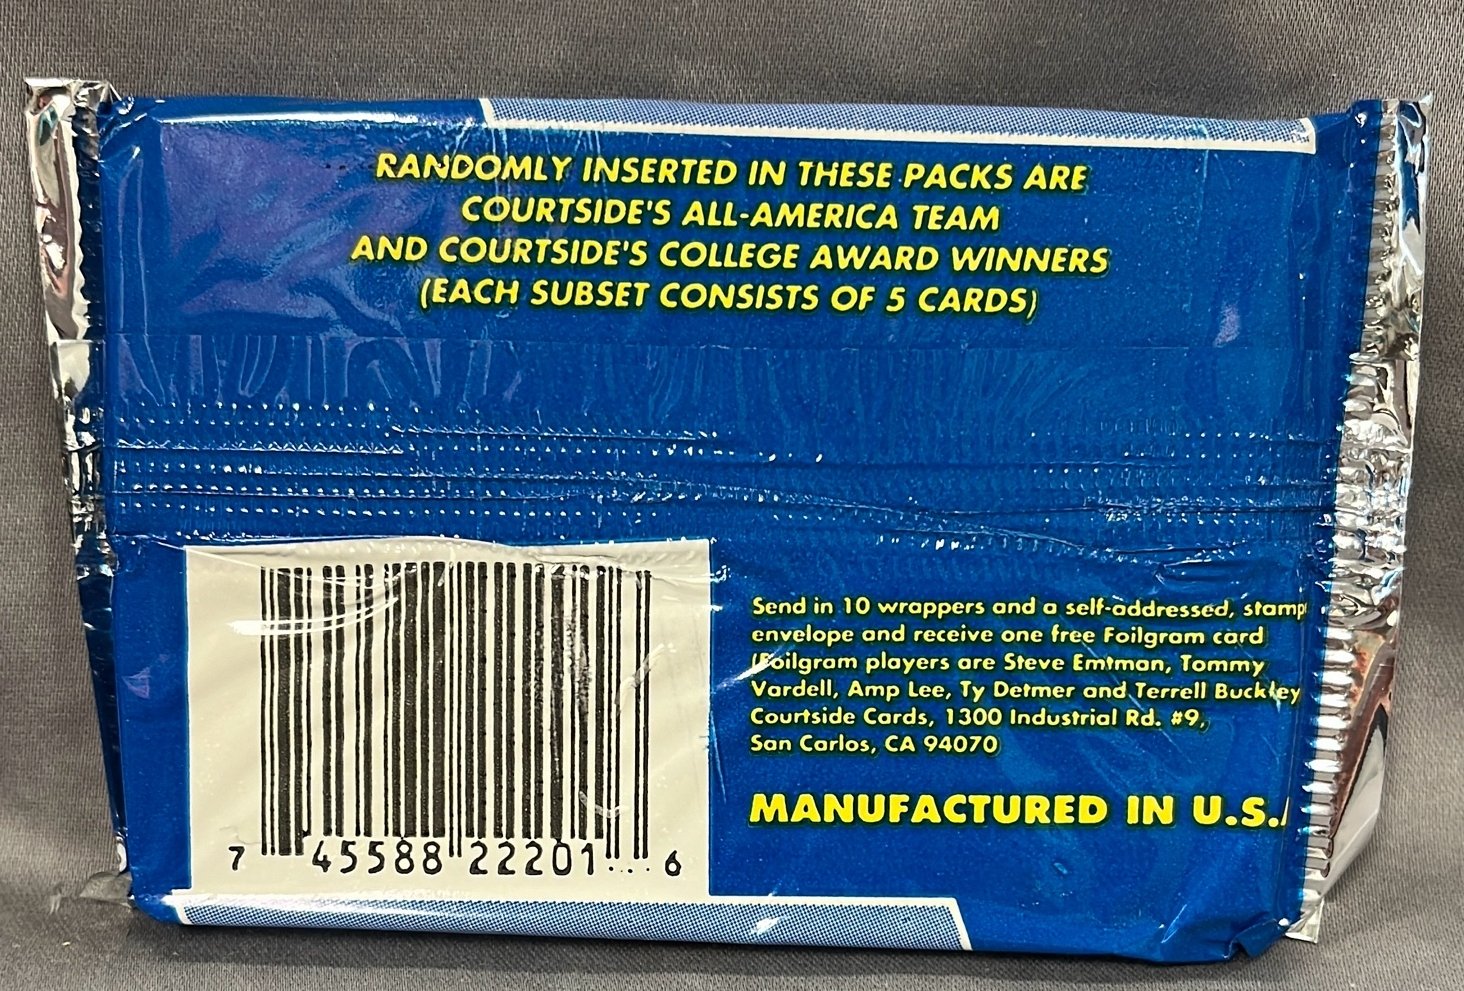 RANDOMLY INSERTED IN THESE PACKS ARE
COURTSIDE'S ALL-AMERICA TEAM
AND COURTSIDE'S COLLEGE AWARD WINNERS
(EACH SUBSET CONSISTS OF 5 CARDS)
Send in 10 wrappers and a self-addressed, stamp
envelope and receive one free Foilgram card
(Foilgram players are Steve Emtman, Tommy
Vardell, Amp Lee, Ty Detmer and Terrell Buckley
Courtside Cards, 1300 Industrial Rd. #9,
San Carlos, CA 94070
MANUFACTURED IN U.S.
7 45588 22201 6